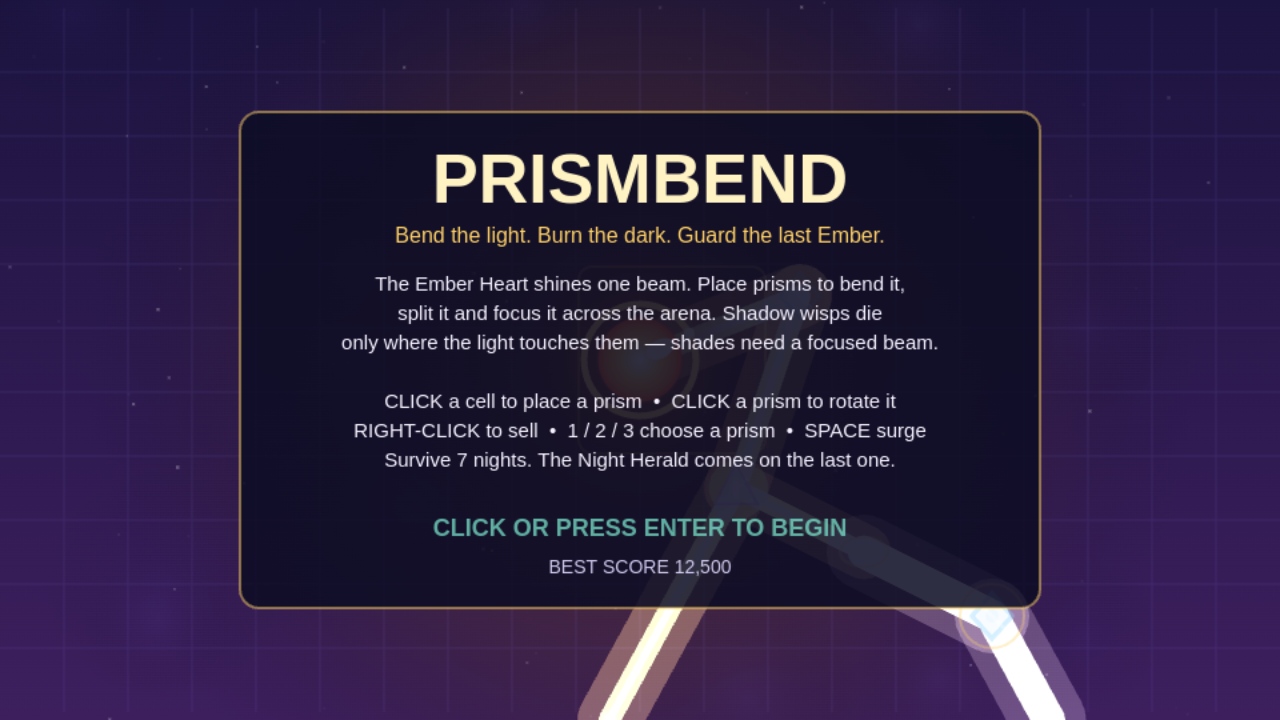 PRISMBEND
Bend the light. Burn the dark. Guard the last Ember.
The Ember Heart shines one beam. Place prisms to bend it,
split it and focus it across the arena. Shadow wisps die
only where the light touches them — shades need a focused beam.
CLICK a cell to place a prism • CLICK a prism to rotate it
RIGHT-CLICK to sell • 1 / 2 / 3 choose a prism • SPACE surge
Survive 7 nights. The Night Herald comes on the last one.
CLICK OR PRESS ENTER TO BEGIN
BEST SCORE 12,500